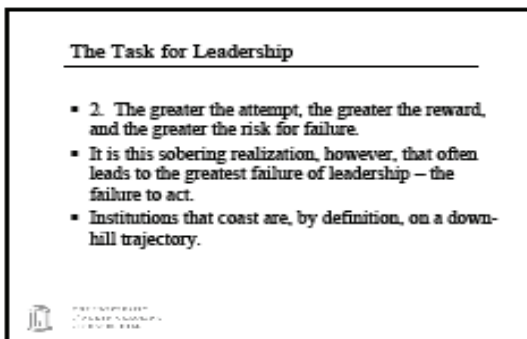 The Task for Leadership
▪ 2. The greater the attempt, the greater the reward,
and the greater the risk for failure.
▪ It is this sobering realization, however, that often
leads to the greatest failure of leadership – the
failure to act.
▪ Institutions that coast are, by definition, on a down-
hill trajectory.